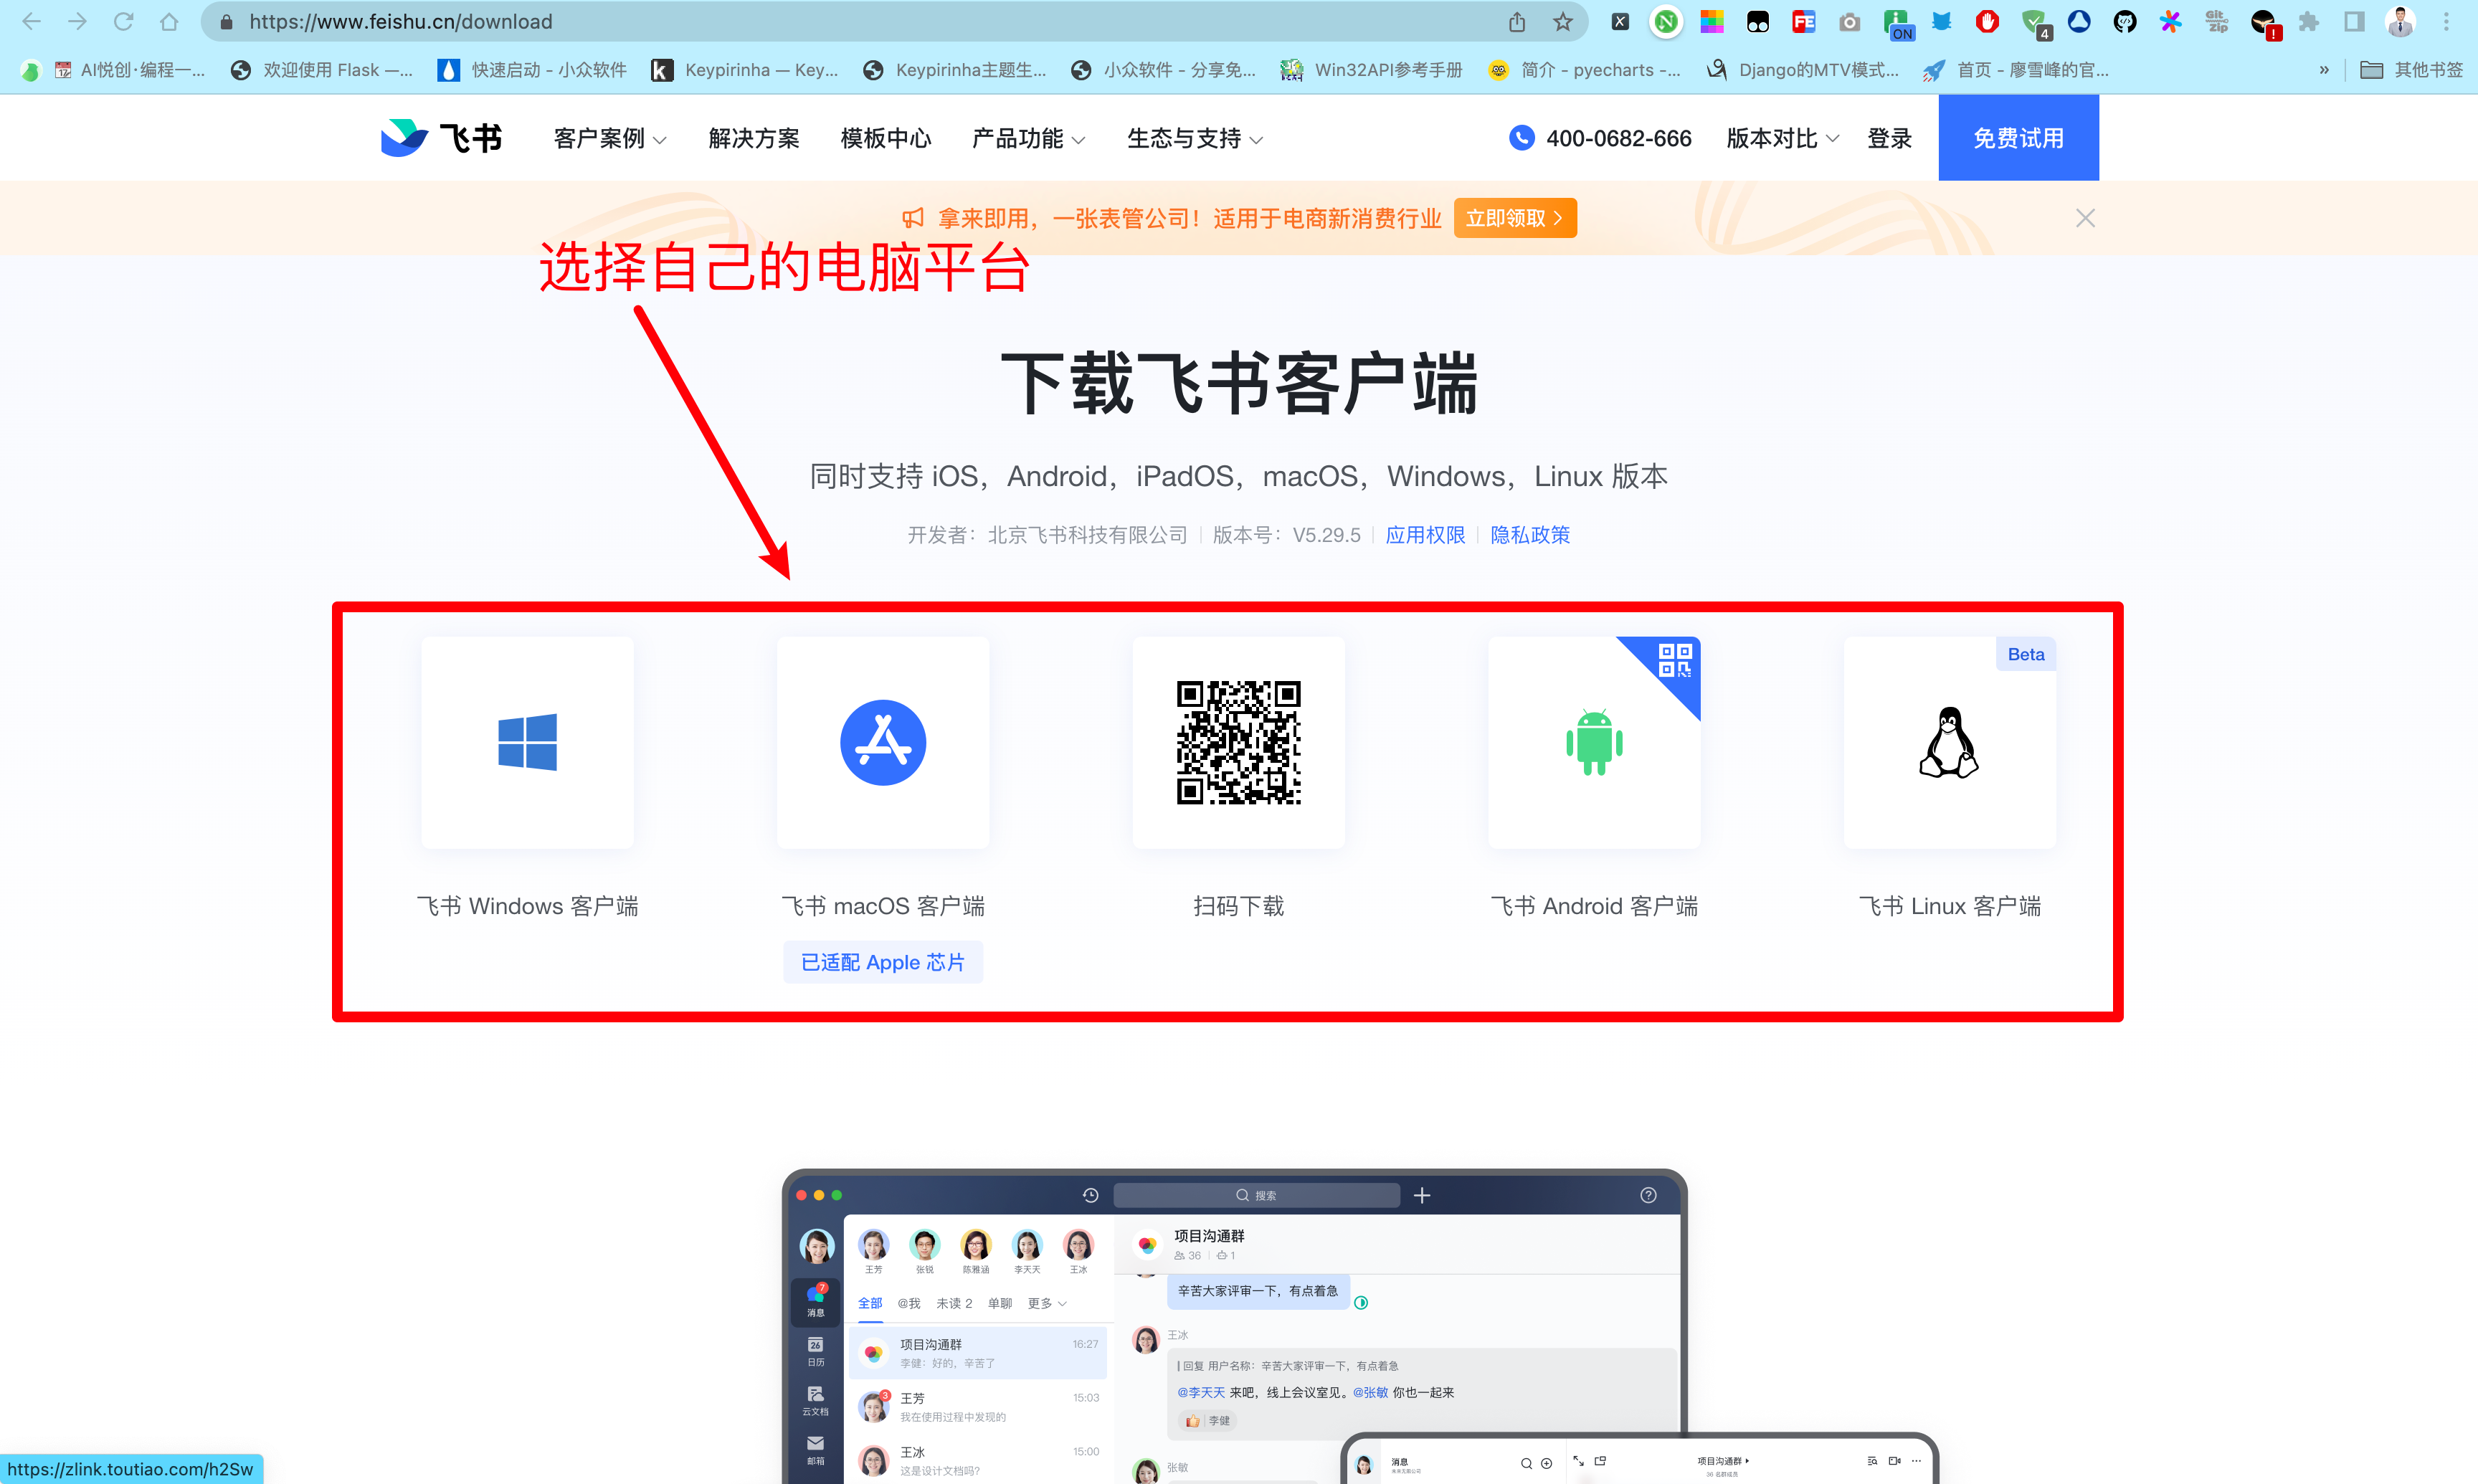 https://www.feishu.cn/download
ON
4
Git zip
!
AI悦创·编程一...
欢迎使用 Flask —...
快速启动 - 小众软件
Keypirinha — Key...
Keypirinha主题生...
小众软件 - 分享免...
Win32API参考手册
简介 - pyecharts -...
Django的MTV模式...
首页 - 廖雪峰的官...
»
其他书签
飞书
客户案例
解决方案
模板中心
产品功能
生态与支持
400-0682-666
版本对比
登录
免费试用
拿来即用，一张表管公司！适用于电商新消费行业
立即领取
选择自己的电脑平台
下载飞书客户端
同时支持 iOS，Android，iPadOS，macOS，Windows，Linux 版本
开发者：北京飞书科技有限公司
版本号：V5.29.5
应用权限
隐私政策
Beta
飞书 Windows 客户端
飞书 macOS 客户端
扫码下载
飞书 Android 客户端
飞书 Linux 客户端
已适配 Apple 芯片
搜索
王芳
张锐
陈雅涵
李天天
王冰
全部
@我
未读 2
单聊
更多
7
消息
26
日历
云文档
邮箱
项目沟通群
16:27
李健：好的，辛苦了
3
王芳
15:03
我在使用过程中发现的
王冰
15:00
这是设计文档吗?
项目沟通群
36
1
辛苦大家评审一下，有点着急
王冰
回复 用户名称：辛苦大家评审一下，有点着急
@李天天 来吧，线上会议室见。@张敏 你也一起来
李健
张敏
消息
项目沟通群
36 名群成员
https://zlink.toutiao.com/h2Sw